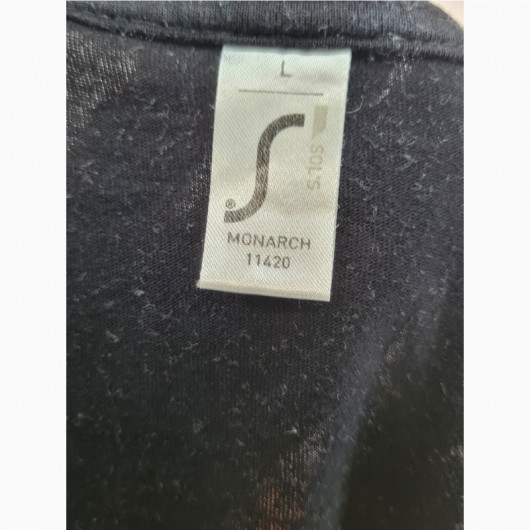 L
SOL'S
®
MONARCH
11420